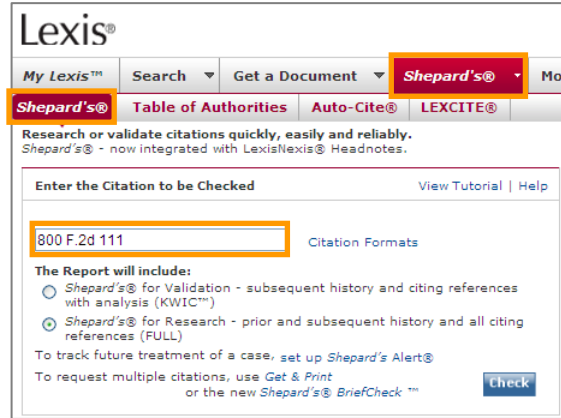 Lexis®
My Lexis™ Search Get a Document Shepard's® Mo
Shepard's® Table of Authorities Auto-Cite® LEXCITE®
Research or validate citations quickly, easily and reliably.
Shepard's® - now integrated with LexisNexis® Headnotes.
Enter the Citation to be Checked View Tutorial | Help
800 F.2d 111 Citation Formats
The Report will include:
Shepard's® for Validation - subsequent history and citing references
with analysis (KWIC™)
Shepard's® for Research - prior and subsequent history and all citing
references (FULL)
To track future treatment of a case, set up Shepard's Alert®
To request multiple citations, use Get & Print
or the new Shepard's® BriefCheck ™
Check